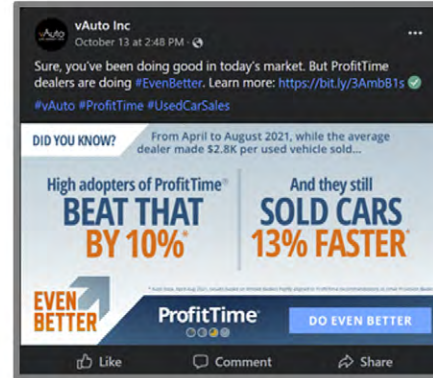 vAuto Inc
October 13 at 2:48 PM ·
Sure, you've been doing good in today's market. But ProfitTime
dealers are doing #EvenBetter. Learn more: https://bit.ly/3AmbB1s
#vAuto #ProfitTime #UsedCarSales
DID YOU KNOW?
From April to August 2021, while the average
dealer made $2.8K per used vehicle sold...
High adopters of ProfitTime®
BEAT THAT
BY 10%*
And they still
SOLD CARS
13% FASTER*
EVEN
BETTER
ProfitTime®
DO EVEN BETTER
Like
Comment
Share